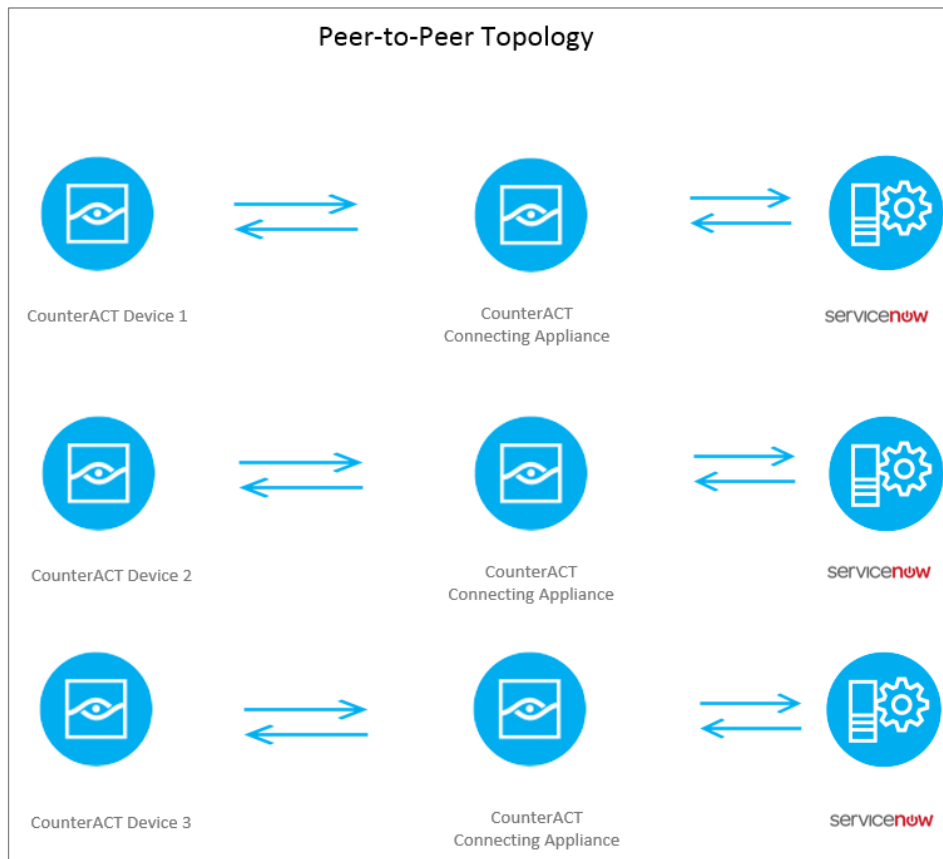 Peer-to-Peer Topology
CounterACT Device 1
CounterACT
Connecting Appliance
servicenow
CounterACT Device 2
CounterACT
Connecting Appliance
servicenow
CounterACT Device 3
CounterACT
Connecting Appliance
servicenow